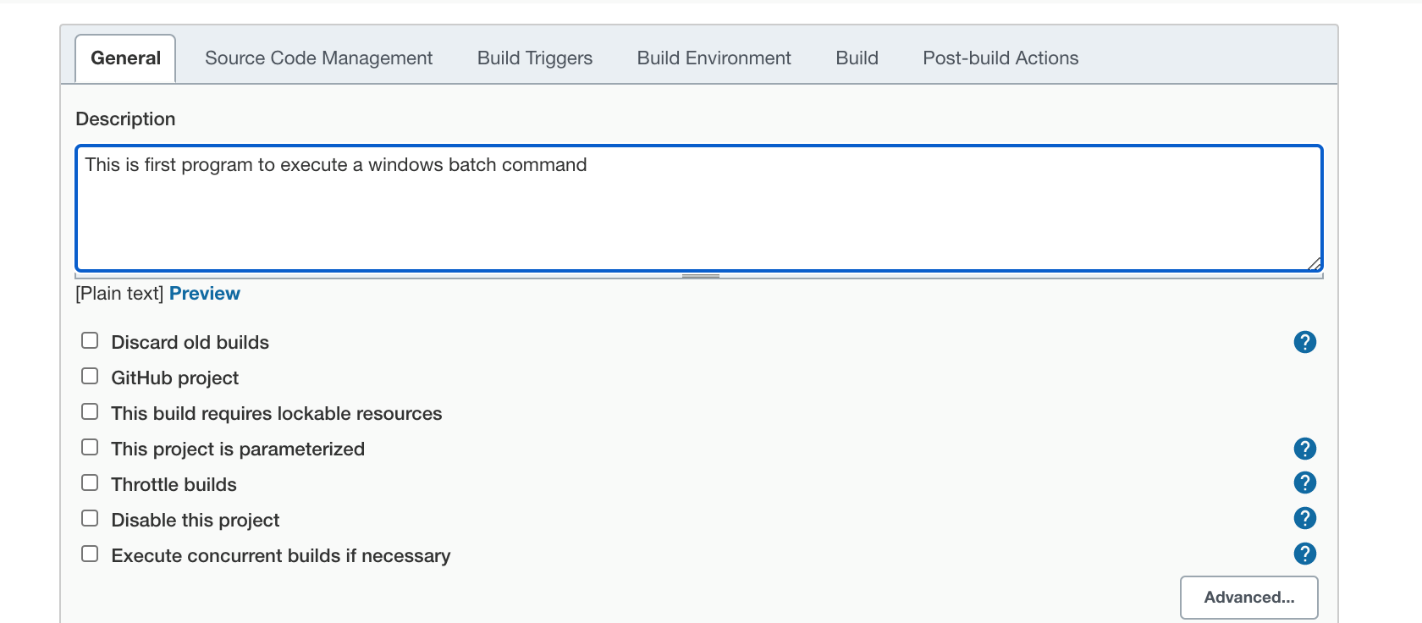 General Source Code Management Build Triggers Build Environment Build Post-build Actions
Description
This is first program to execute a windows batch command
[Plain text] Preview
Discard old builds ?
GitHub project
This build requires lockable resources
This project is parameterized ?
Throttle builds ?
Disable this project ?
Execute concurrent builds if necessary ?
Advanced...